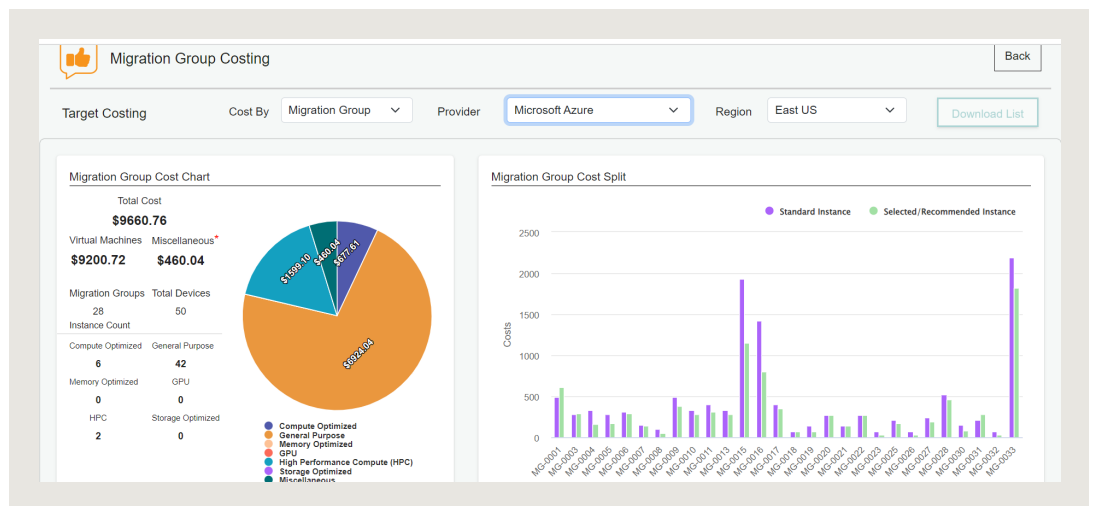 Migration Group Costing
Back
Target Costing
Cost By
Migration Group
Provider
Microsoft Azure
Region
East US
Download List
Migration Group Cost Chart
Total Cost
$9660.76
Virtual Machines
Miscellaneous*
$9200.72
$460.04
Migration Groups
Total Devices
28
50
Instance Count
Compute Optimized
General Purpose
6
42
Memory Optimized
GPU
0
0
HPC
Storage Optimized
2
0
$1599.10
$460.04
$677.61
$6924.04
Compute Optimized
General Purpose
Memory Optimized
GPU
High Performance Compute (HPC)
Storage Optimized
Miscellaneous
Migration Group Cost Split
Standard Instance
Selected/Recommended Instance
Costs
2500
2000
1500
1000
500
0
MG-0001
MG-0003
MG-0004
MG-0005
MG-0006
MG-0007
MG-0008
MG-0009
MG-0010
MG-0011
MG-0013
MG-0015
MG-0016
MG-0017
MG-0018
MG-0019
MG-0020
MG-0021
MG-0022
MG-0023
MG-0025
MG-0026
MG-0027
MG-0028
MG-0030
MG-0031
MG-0032
MG-0033